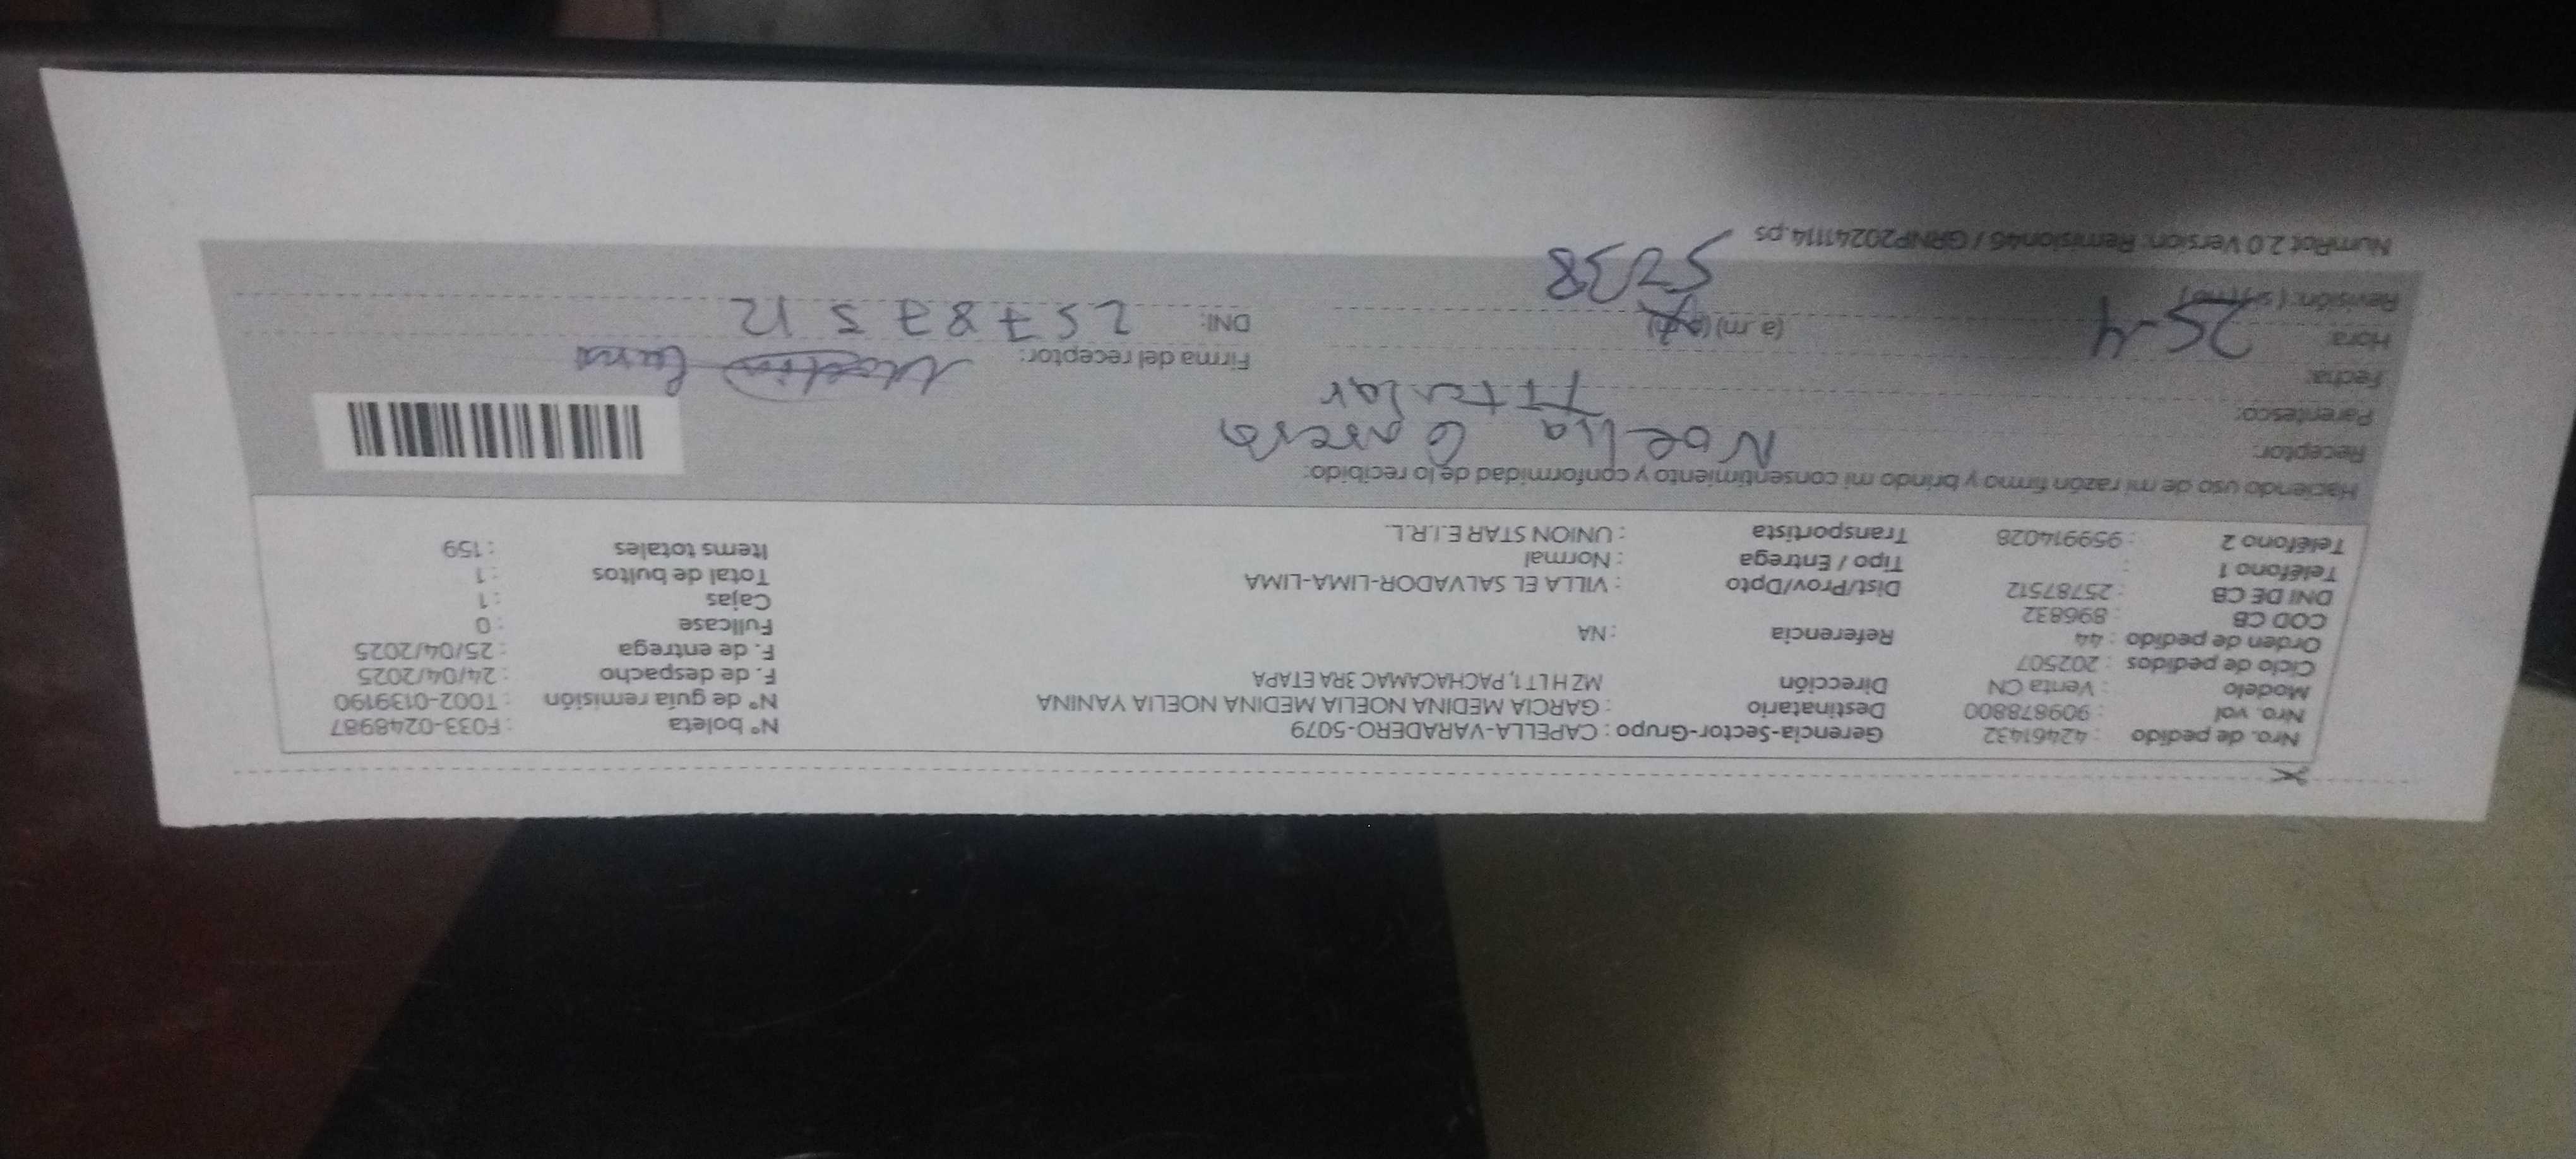 Nro. de pedido : 42461432 Gerencia-Sector-Grupo : CAPELLA-VARADERO-5079 N° boleta : F033-0248987
Nro. vol : 909878800 Destinatario : GARCIA MEDINA NOELIA MEDINA NOELIA YANINA N° de guía remisión : T002-0139190
Modelo : Venta CN Dirección MZ H LT 1, PACHACAMAC 3RA ETAPA F. de despacho : 24/04/2025
Ciclo de pedidos : 202507 F. de entrega : 25/04/2025
Orden de pedido : 44 Referencia : NA Fullcase : 0
COD CB : 896832 Cajas : 1
DNI DE CB : 25787512 Dist/Prov/Dpto : VILLA EL SALVADOR-LIMA-LIMA Total de bultos : 1
Teléfono 1 : Tipo / Entrega : Normal Items totales : 159
Teléfono 2 : 959914028 Transportista : UNION STAR E.I.R.L.
Haciendo uso de mi razón firmo y brindo mi consentimiento y conformidad de lo recibido:
Receptor: Noelia
Parentesco: Titular
Fecha: Firma del receptor:
Hora 25-4 (a.m) DNI: 25787512
Revisión: (si) (no) 5238
NumRot 2.0 Version: Remision46 / GRNP20241114.ps